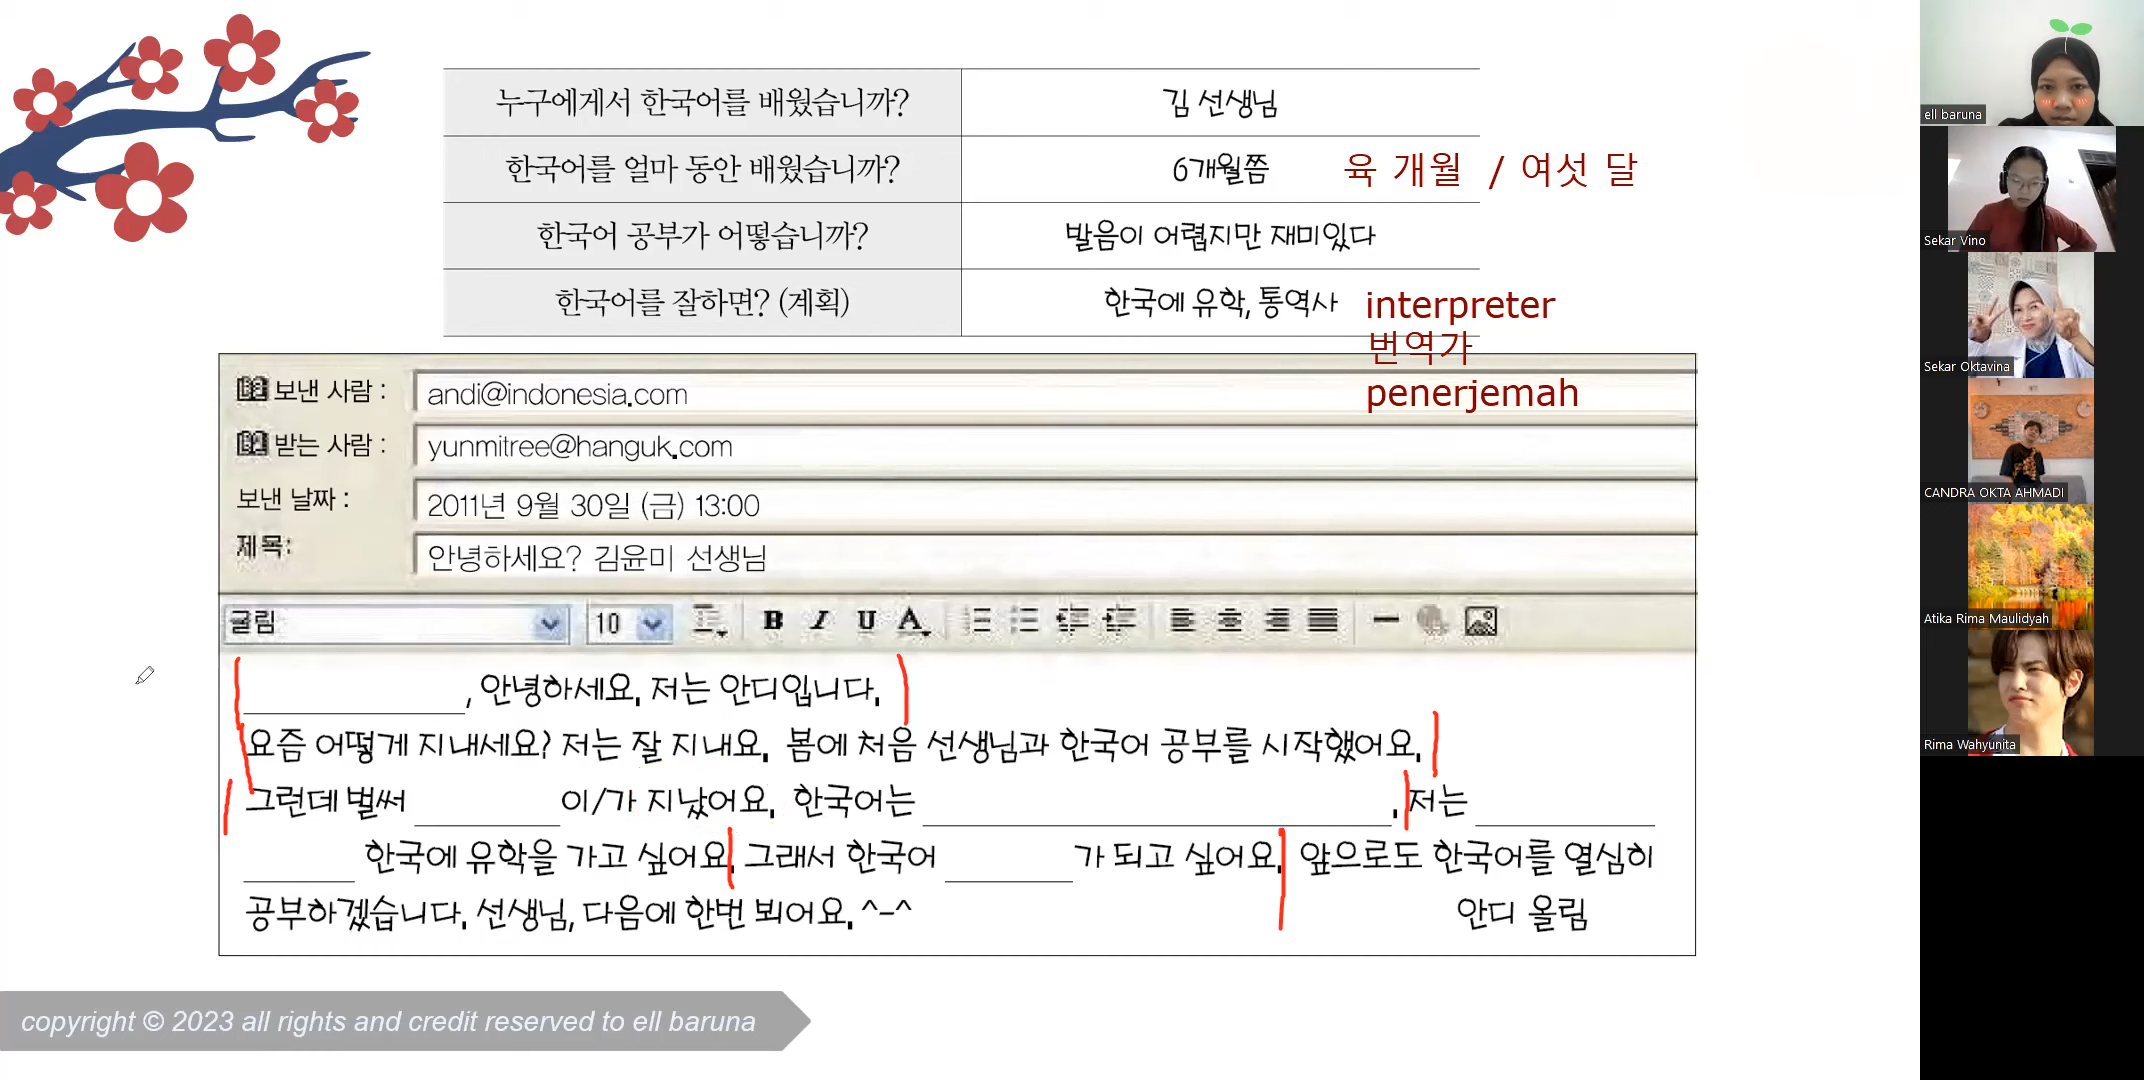 누구에게서 한국어를 배웠습니까? 김 선생님
한국어를 얼마 동안 배웠습니까? 6개월쯤 육 개월 / 여섯 달
한국어 공부가 어떻습니까? 발음이 어렵지만 재미있다
한국어를 잘하면? (계획) 한국에 유학, 통역사 interpreter
번역가
penerjemah
보낸 사람 : andi@indonesia.com
받는 사람 : yunmitree@hanguk.com
보낸 날짜 : 2011년 9월 30일 (금) 13:00
제목: 안녕하세요? 김윤미 선생님
굴림 10 B I U A
, 안녕하세요. 저는 안디입니다.
요즘 어떻게 지내세요? 저는 잘 지내요. 봄에 처음 선생님과 한국어 공부를 시작했어요.
그런데 벌써 이/가 지났어요. 한국어는 . 저는
한국에 유학을 가고 싶어요. 그래서 한국어 가 되고 싶어요. 앞으로도 한국어를 열심히
공부하겠습니다. 선생님, 다음에 한번 뵈어요. ^-^ 안디 올림
copyright © 2023 all rights and credit reserved to ell baruna
ell baruna
Sekar Vino
Sekar Oktavina
CANDRA OKTA AHMADI
Atika Rima Maulidyah
Rima Wahyunita